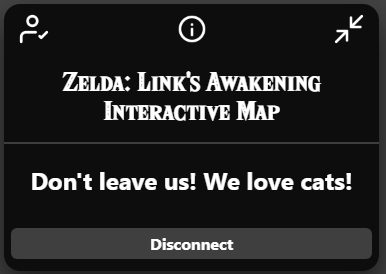 Zelda: Link's Awakening
Interactive Map
Don't leave us! We love cats!
Disconnect